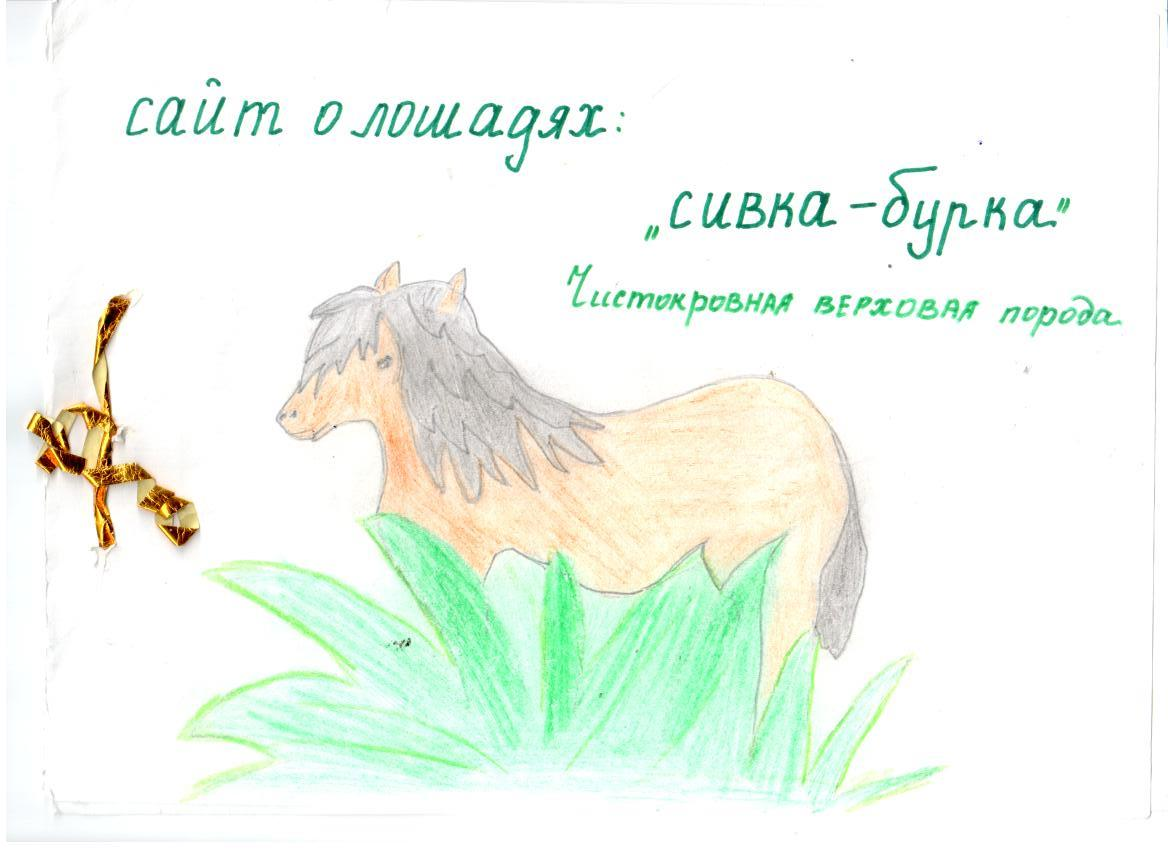 сайт о лошадях:
„сивка-бурка"
Чистокровная верховая порода